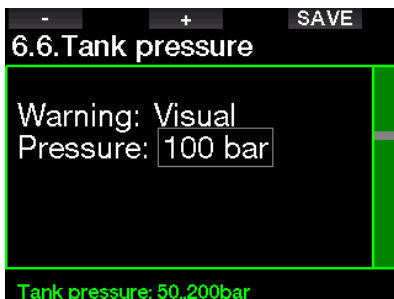 - + SAVE
6.6.Tank pressure
Warning: Visual
Pressure: 100 bar
Tank pressure: 50..200bar